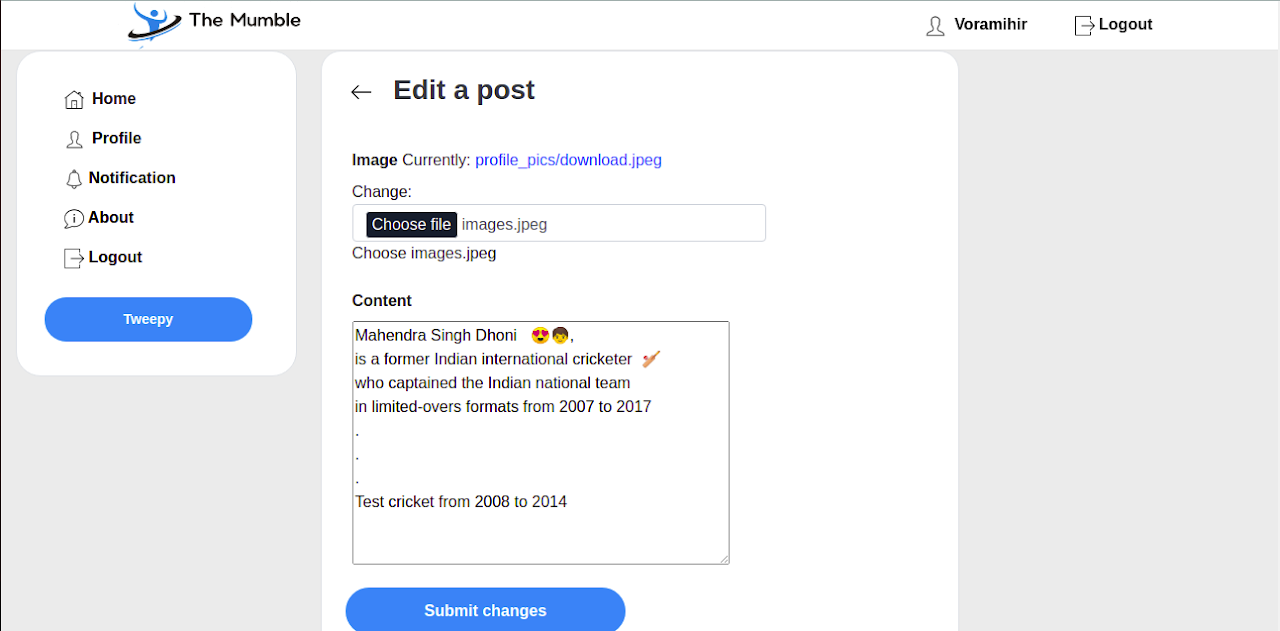 The Mumble
Voramihir
Logout
Home
Profile
Notification
About
Logout
Tweepy
Edit a post
Image Currently: profile_pics/download.jpeg
Change:
Choose file images.jpeg
Choose images.jpeg
Content
Mahendra Singh Dhoni 😍👦,
is a former Indian international cricketer 🏏
who captained the Indian national team
in limited-overs formats from 2007 to 2017
.
.
.
Test cricket from 2008 to 2014
Submit changes